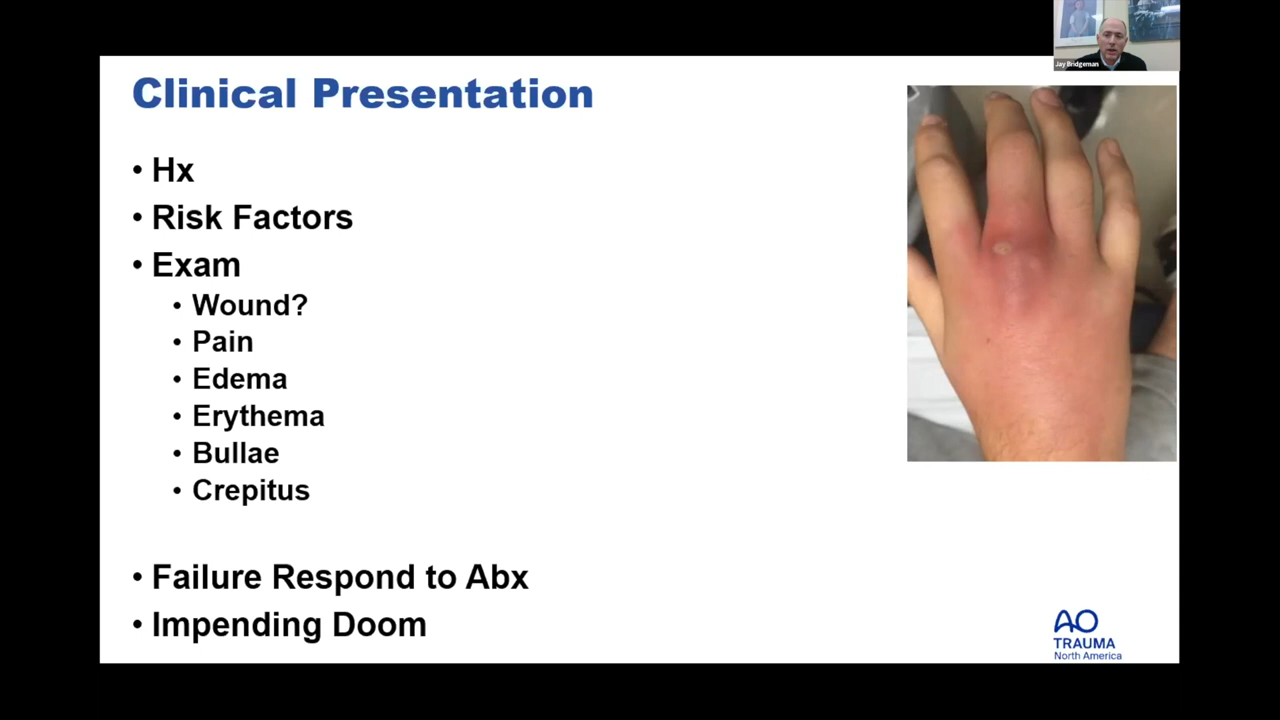 Jay Bridgeman
Clinical Presentation
• Hx
• Risk Factors
• Exam
• Wound?
• Pain
• Edema
• Erythema
• Bullae
• Crepitus
• Failure Respond to Abx
• Impending Doom
AO
TRAUMA
North America